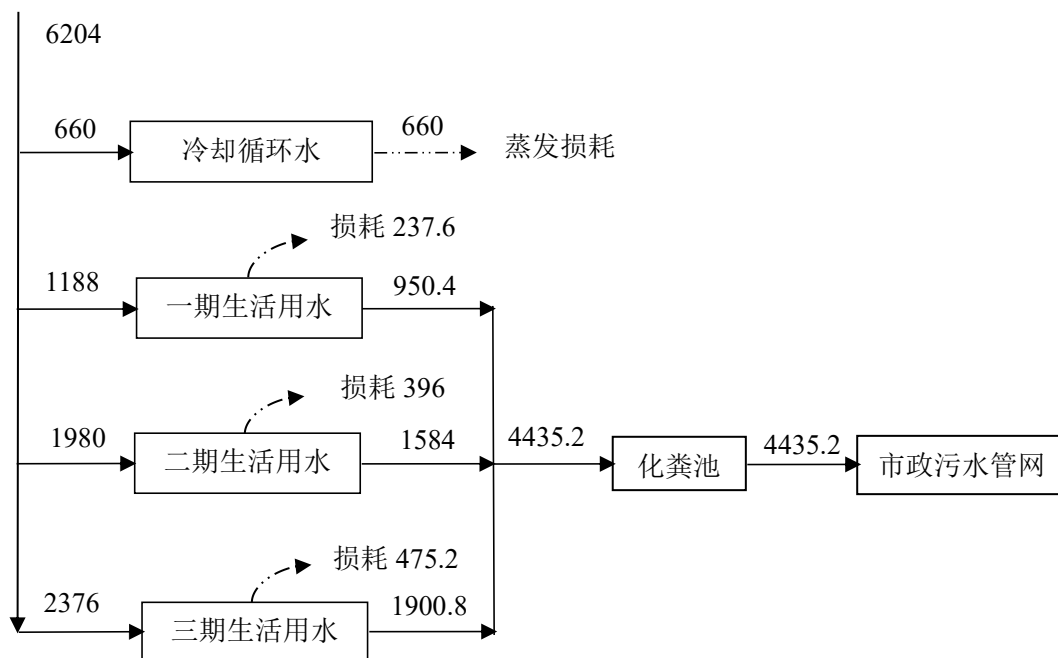 6204
660
冷却循环水
660
蒸发损耗
损耗 237.6
1188
一期生活用水
950.4
损耗 396
1980
二期生活用水
1584
4435.2
化粪池
4435.2
市政污水管网
损耗 475.2
2376
三期生活用水
1900.8